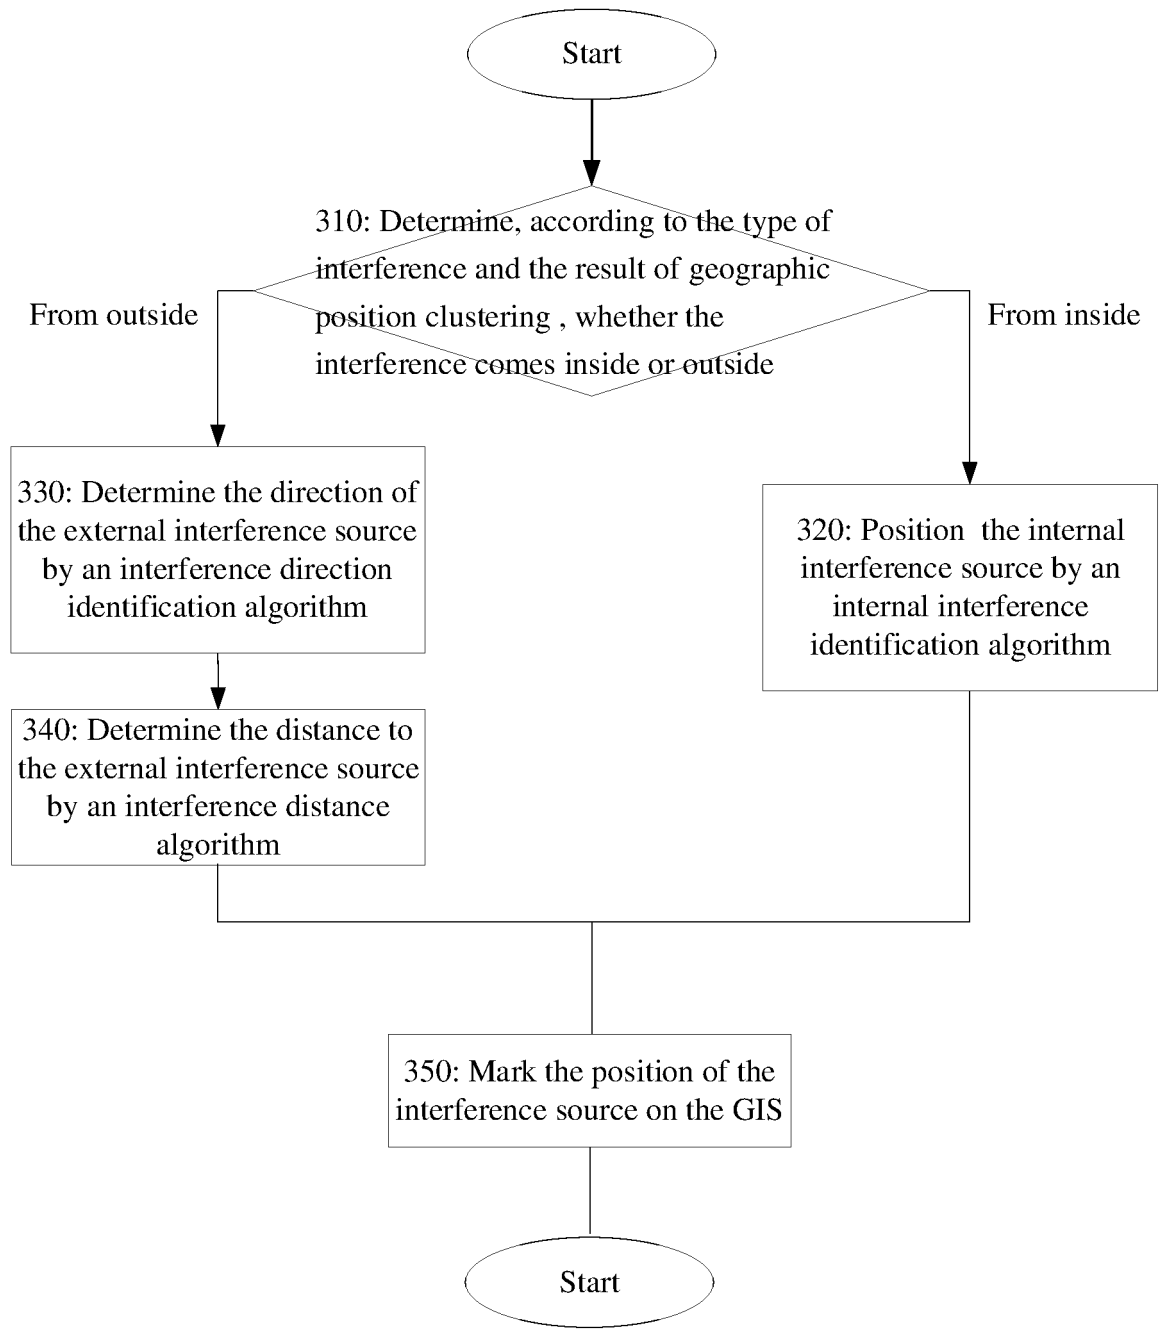 Start
310: Determine, according to the type of
interference and the result of geographic
position clustering , whether the
interference comes inside or outside
From outside
From inside
330: Determine the direction of
the external interference source
by an interference direction
identification algorithm
320: Position  the internal
interference source by an
internal interference
identification algorithm
340: Determine the distance to
the external interference source
by an interference distance
algorithm
350: Mark the position of the
interference source on the GIS
Start